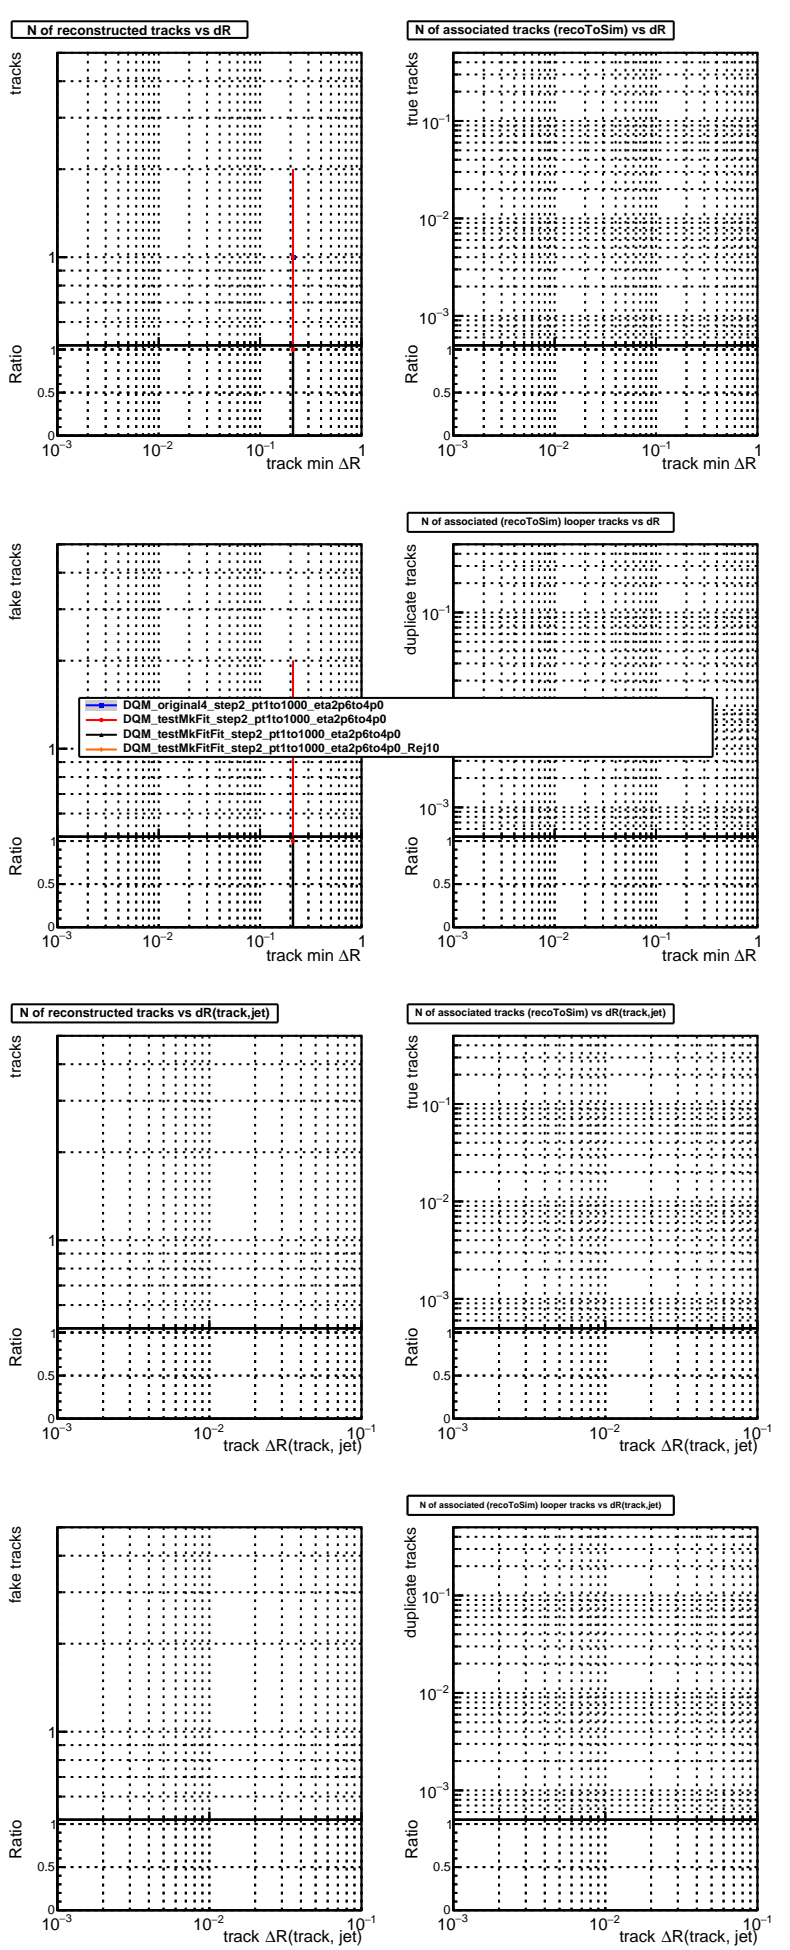 N of reconstructed tracks vs dR
N of associated tracks (recoToSim) vs dR
tracks
1
Ratio
1
0.5
0
10⁻³
10⁻²
10⁻¹
1
track min ΔR
true tracks
10⁻¹
10⁻²
10⁻³
Ratio
1
0.5
0
10⁻³
10⁻²
10⁻¹
1
track min ΔR
N of associated (recoToSim) looper tracks vs dR
fake tracks
1
Ratio
1
0.5
0
10⁻³
10⁻²
10⁻¹
1
track min ΔR
duplicate tracks
10⁻¹
10⁻³
Ratio
1
0.5
0
10⁻³
10⁻²
10⁻¹
1
track min ΔR
DQM_original4_step2_pt1to1000_eta2p6to4p0
DQM_testMkFit_step2_pt1to1000_eta2p6to4p0
DQM_testMkFitFit_step2_pt1to1000_eta2p6to4p0
DQM_testMkFitFit_step2_pt1to1000_eta2p6to4p0_Rej10
N of reconstructed tracks vs dR(track,jet)
N of associated tracks (recoToSim) vs dR(track,jet)
tracks
1
Ratio
1
0.5
0
10⁻³
10⁻²
10⁻¹
track ΔR(track, jet)
true tracks
10⁻¹
10⁻²
10⁻³
Ratio
1
0.5
0
10⁻³
10⁻²
10⁻¹
track ΔR(track, jet)
N of associated (recoToSim) looper tracks vs dR(track,jet)
fake tracks
1
Ratio
1
0.5
0
10⁻³
10⁻²
10⁻¹
track ΔR(track, jet)
duplicate tracks
10⁻¹
10⁻²
10⁻³
Ratio
1
0.5
0
10⁻³
10⁻²
10⁻¹
track ΔR(track, jet)